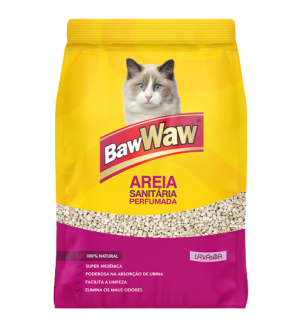 BawWaw
AREIA
SANITÁRIA
PERFUMADA
100% NATURAL
LAVANDA
SUPER HIGIÊNICA
PODEROSA NA ABSORÇÃO DE URINA
FACILITA A LIMPEZA
ELIMINA OS MAUS ODORES